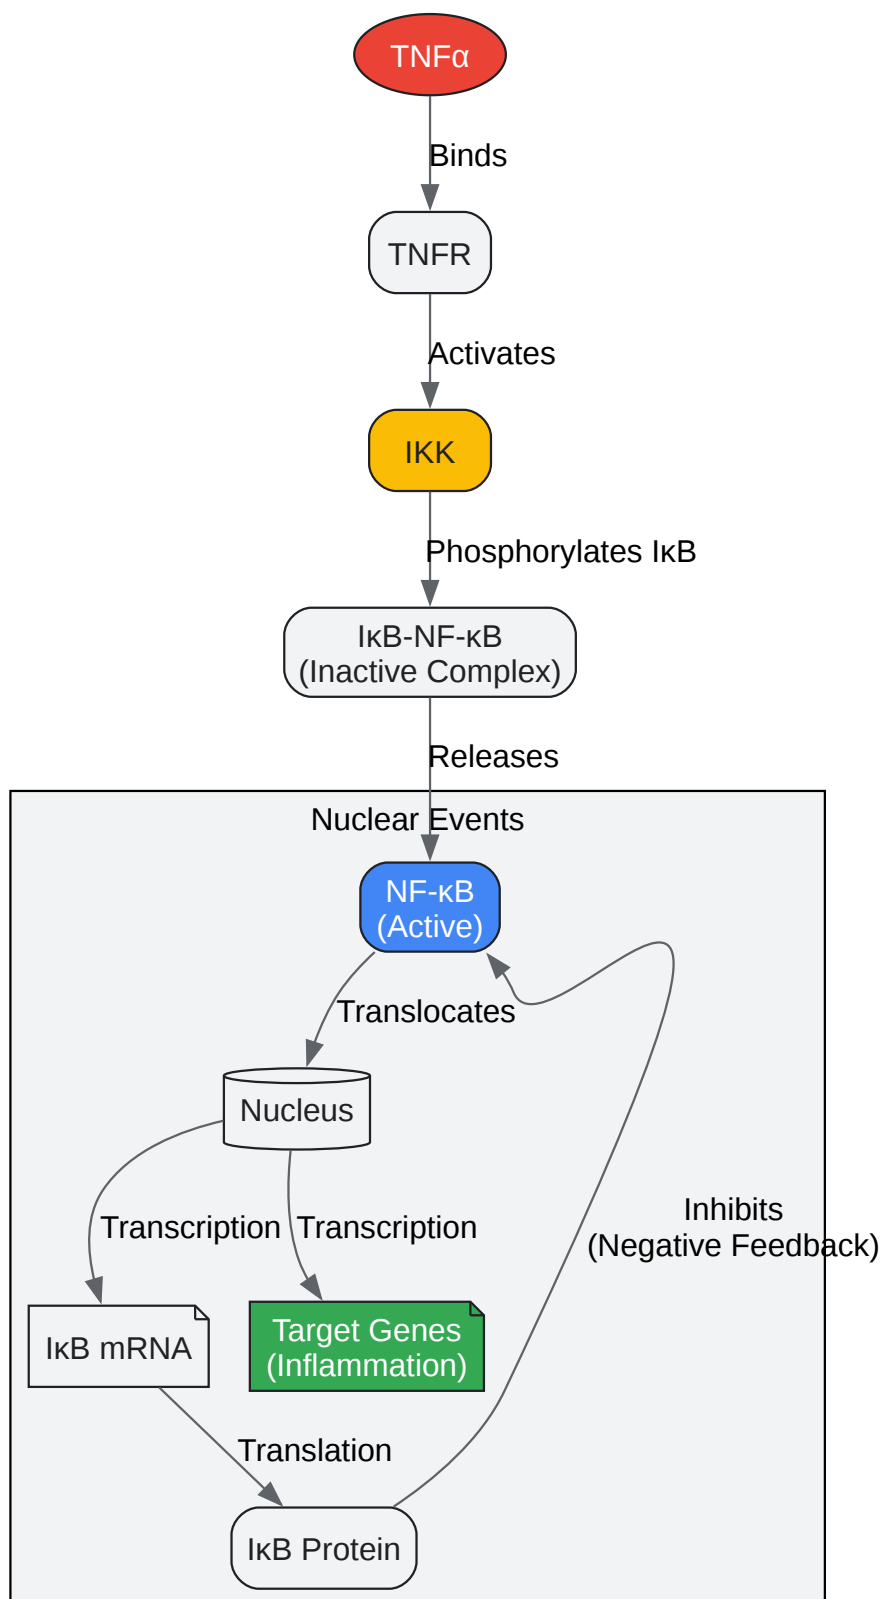 TNFα
Binds
TNFR
Activates
IKK
Phosphorylates IκB
IκB-NF-κB
(Inactive Complex)
Releases
Nuclear Events
NF-κB
(Active)
Translocates
Nucleus
Inhibits
(Negative Feedback)
Transcription
Transcription
IκB mRNA
Target Genes
(Inflammation)
Translation
IκB Protein